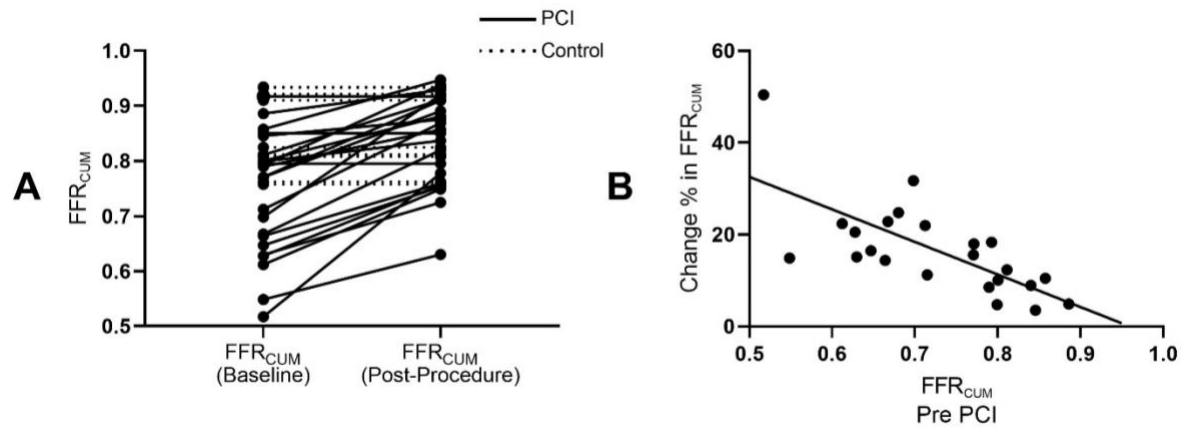 PCI
Control
A
FFRCUM
1.0
0.9
0.8
0.7
0.6
0.5
FFRCUM
(Baseline)
FFRCUM
(Post-Procedure)
B
Change % in FFRCUM
60
40
20
0
0.5 0.6 0.7 0.8 0.9 1.0
FFRCUM
Pre PCI